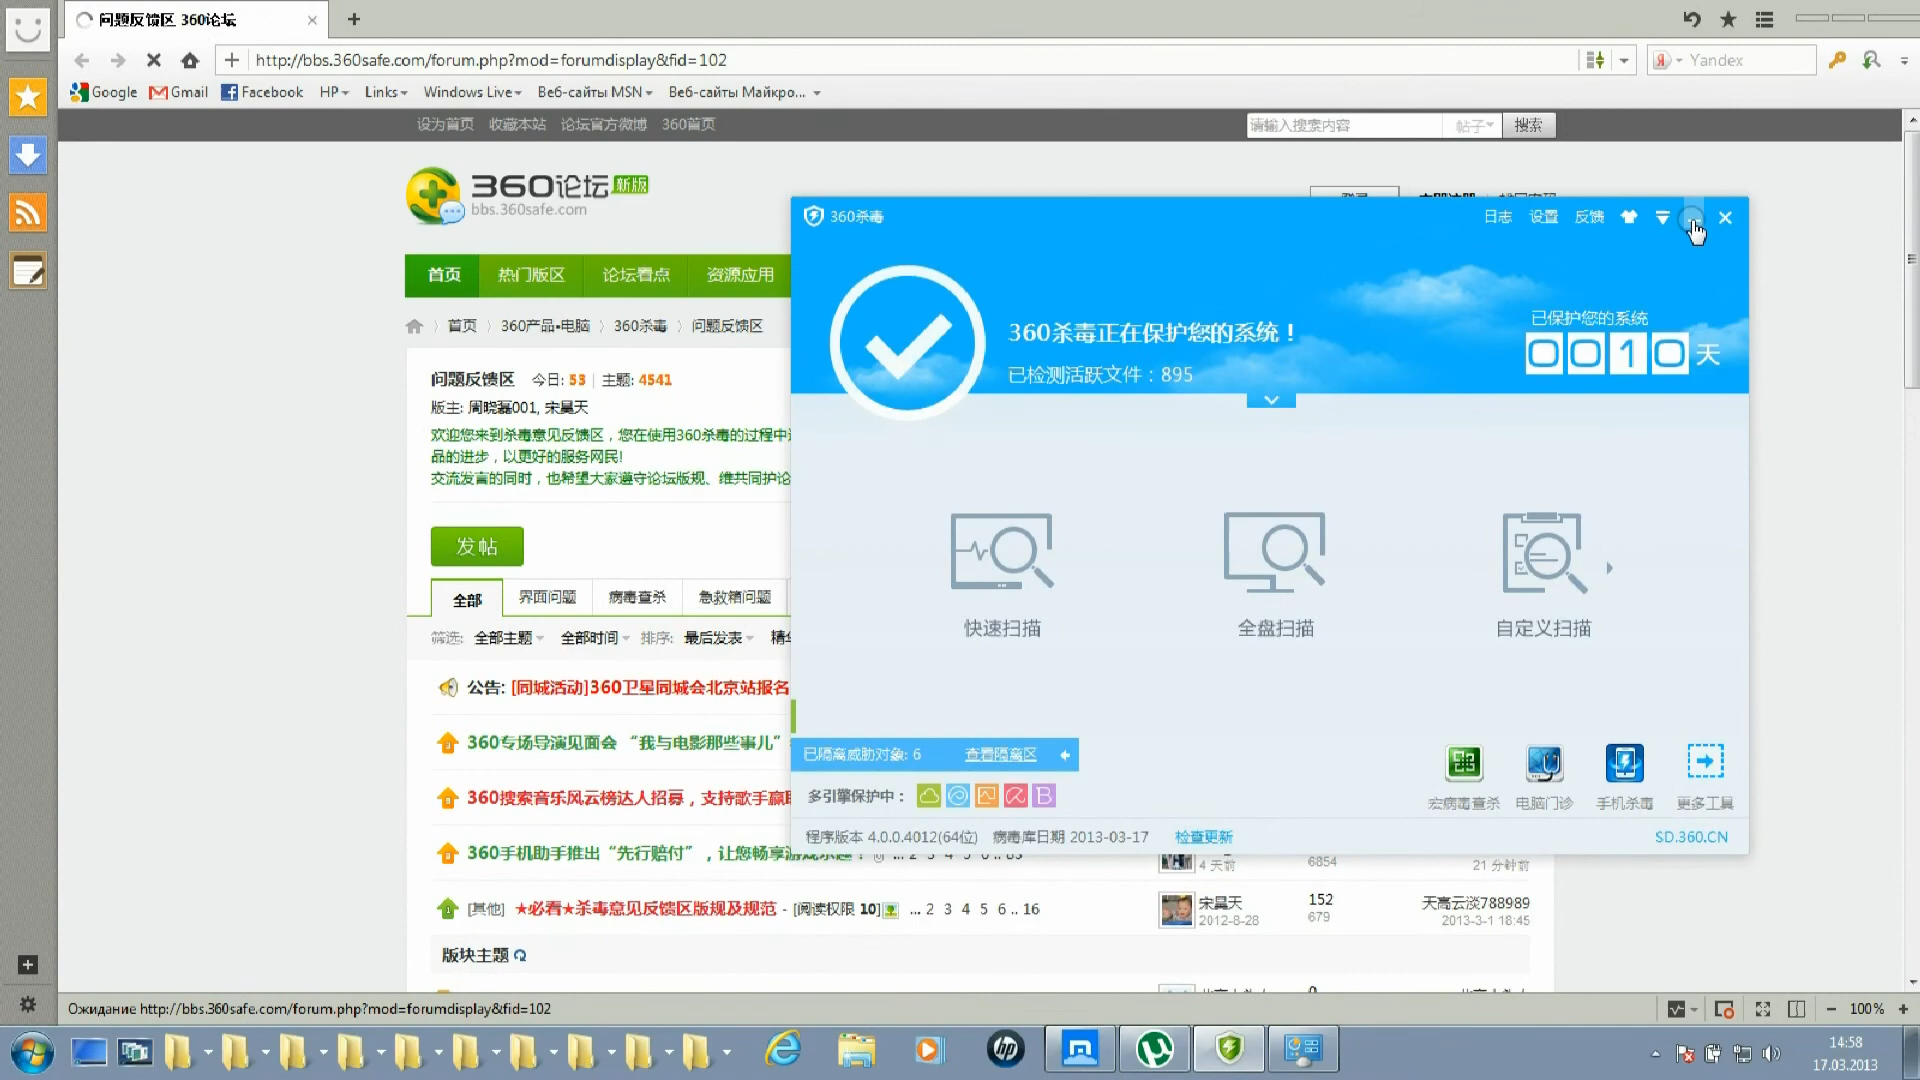 问题反馈区 360论坛
http://bbs.360safe.com/forum.php?mod=forumdisplay&fid=102
Yandex
Google Gmail Facebook HP Links Windows Live Веб-сайты MSN Веб-сайты Майкро...
设为首页 收藏本站 论坛官方微博 360首页
请输入搜索内容 帖子 搜索
360论坛 新版
bbs.360safe.com
首页 热门版区 论坛看点 资源应用
首页 360产品•电脑 360杀毒 问题反馈区
问题反馈区 今日: 53 主题: 4541
版主: 周晓磊001, 宋昊天
欢迎您来到杀毒意见反馈区，您在使用360杀毒的过程中
品的进步，以更好的服务网民!
交流发言的同时，也希望大家遵守论坛版规、维共同护论
发帖
全部 界面问题 病毒查杀 急救箱问题
筛选: 全部主题 全部时间 排序: 最后发表
公告: [同城活动]360卫星同城会北京站报名
360专场导演见面会 “我与电影那些事儿”
360搜索音乐风云榜达人招募，支持歌手赢
360手机助手推出“先行赔付”，让您畅享
4 天前 6854 21 分钟前
[其他] ★必看★杀毒意见反馈区版规及规范 - [阅读权限 10] ... 2 3 4 5 6 .. 16
宋昊天 152 天高云淡788989
2012-8-28 679 2013-3-1 18:45
版块主题
360杀毒
日志 设置 反馈
360杀毒正在保护您的系统！
已检测活跃文件：895
已保护您的系统
0010 天
快速扫描 全盘扫描 自定义扫描
已隔离威胁对象: 6 查看隔离区
多引擎保护中：
宏病毒查杀 电脑门诊 手机杀毒 更多工具
程序版本 4.0.0.4012(64位) 病毒库日期 2013-03-17 检查更新 SD.360.CN
Ожидание http://bbs.360safe.com/forum.php?mod=forumdisplay&fid=102
100%
14:58
17.03.2013